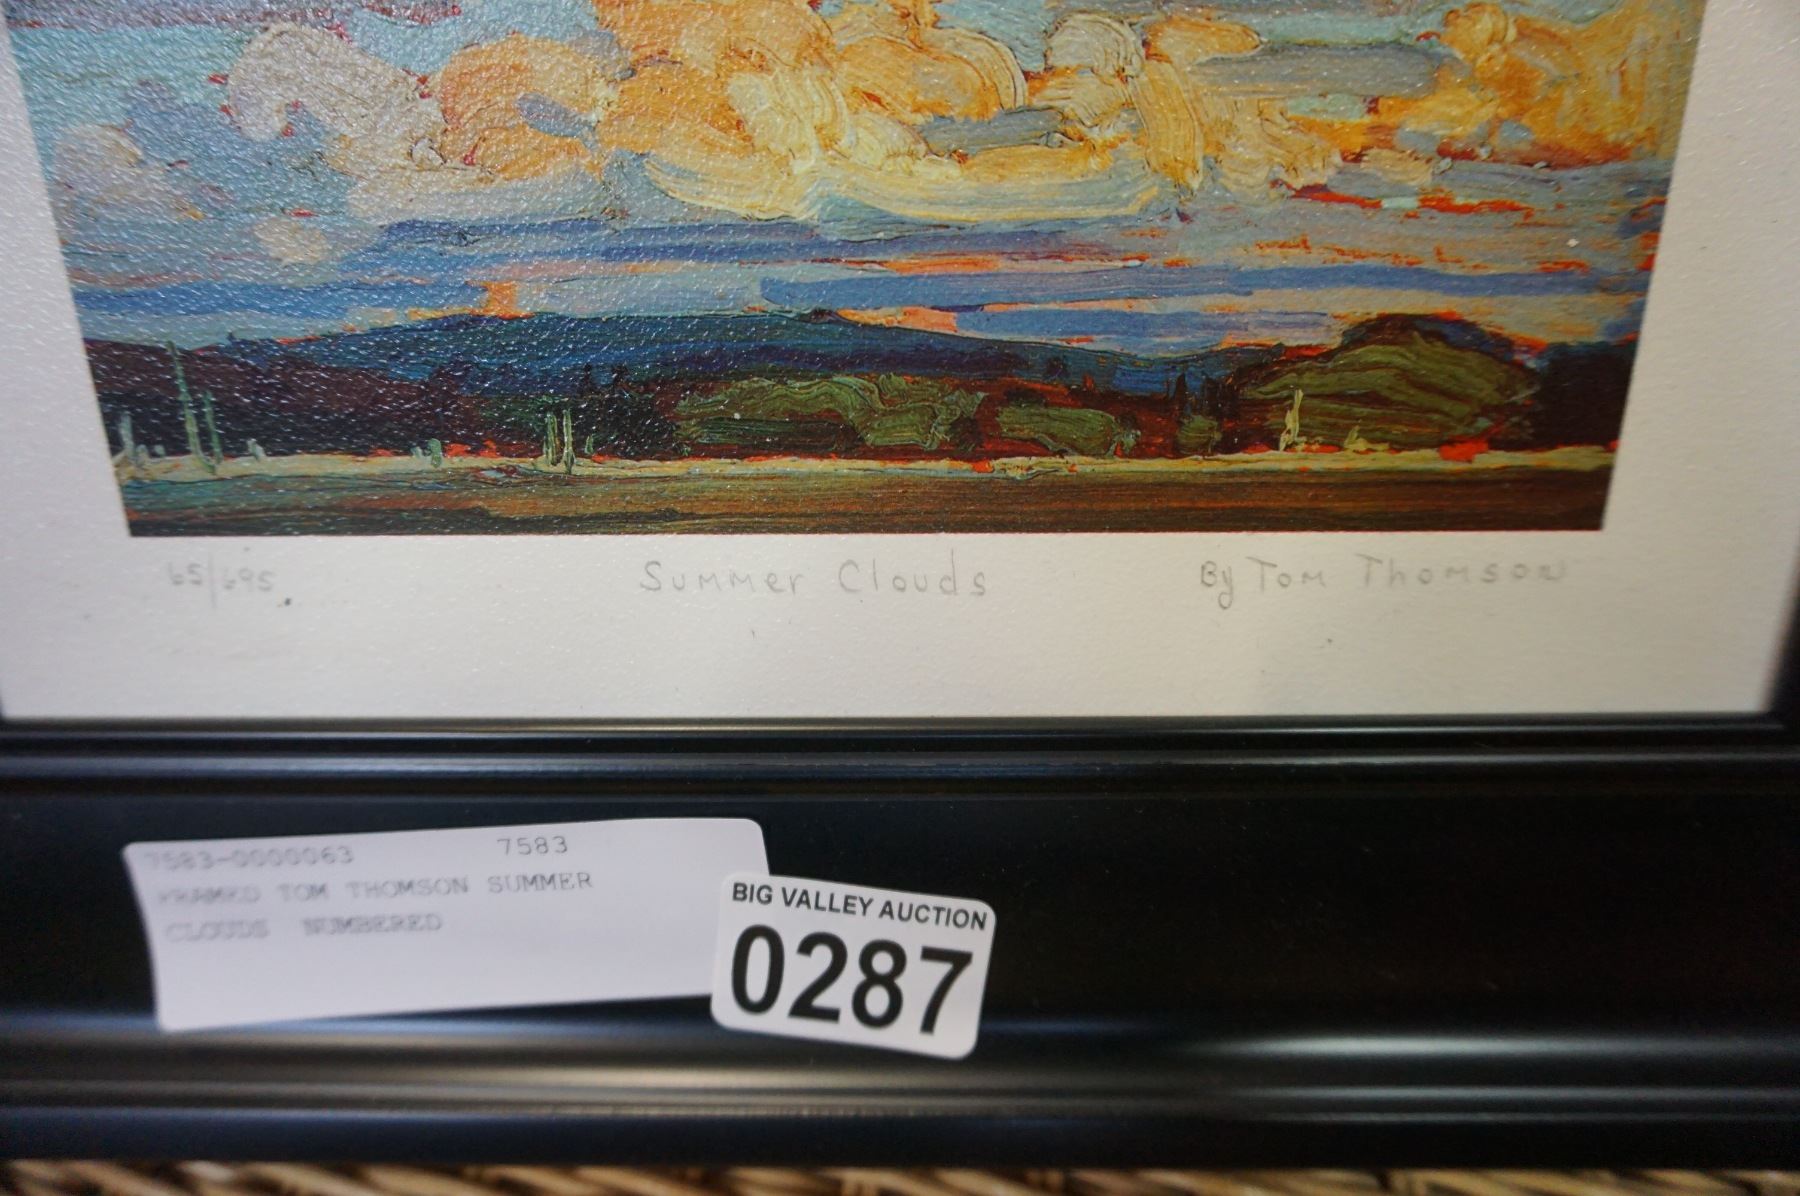 65/695
Summer Clouds
By Tom Thomson
7583-0000063 7583
FRAMED TOM THOMSON SUMMER
CLOUDS NUMBERED
BIG VALLEY AUCTION
0287